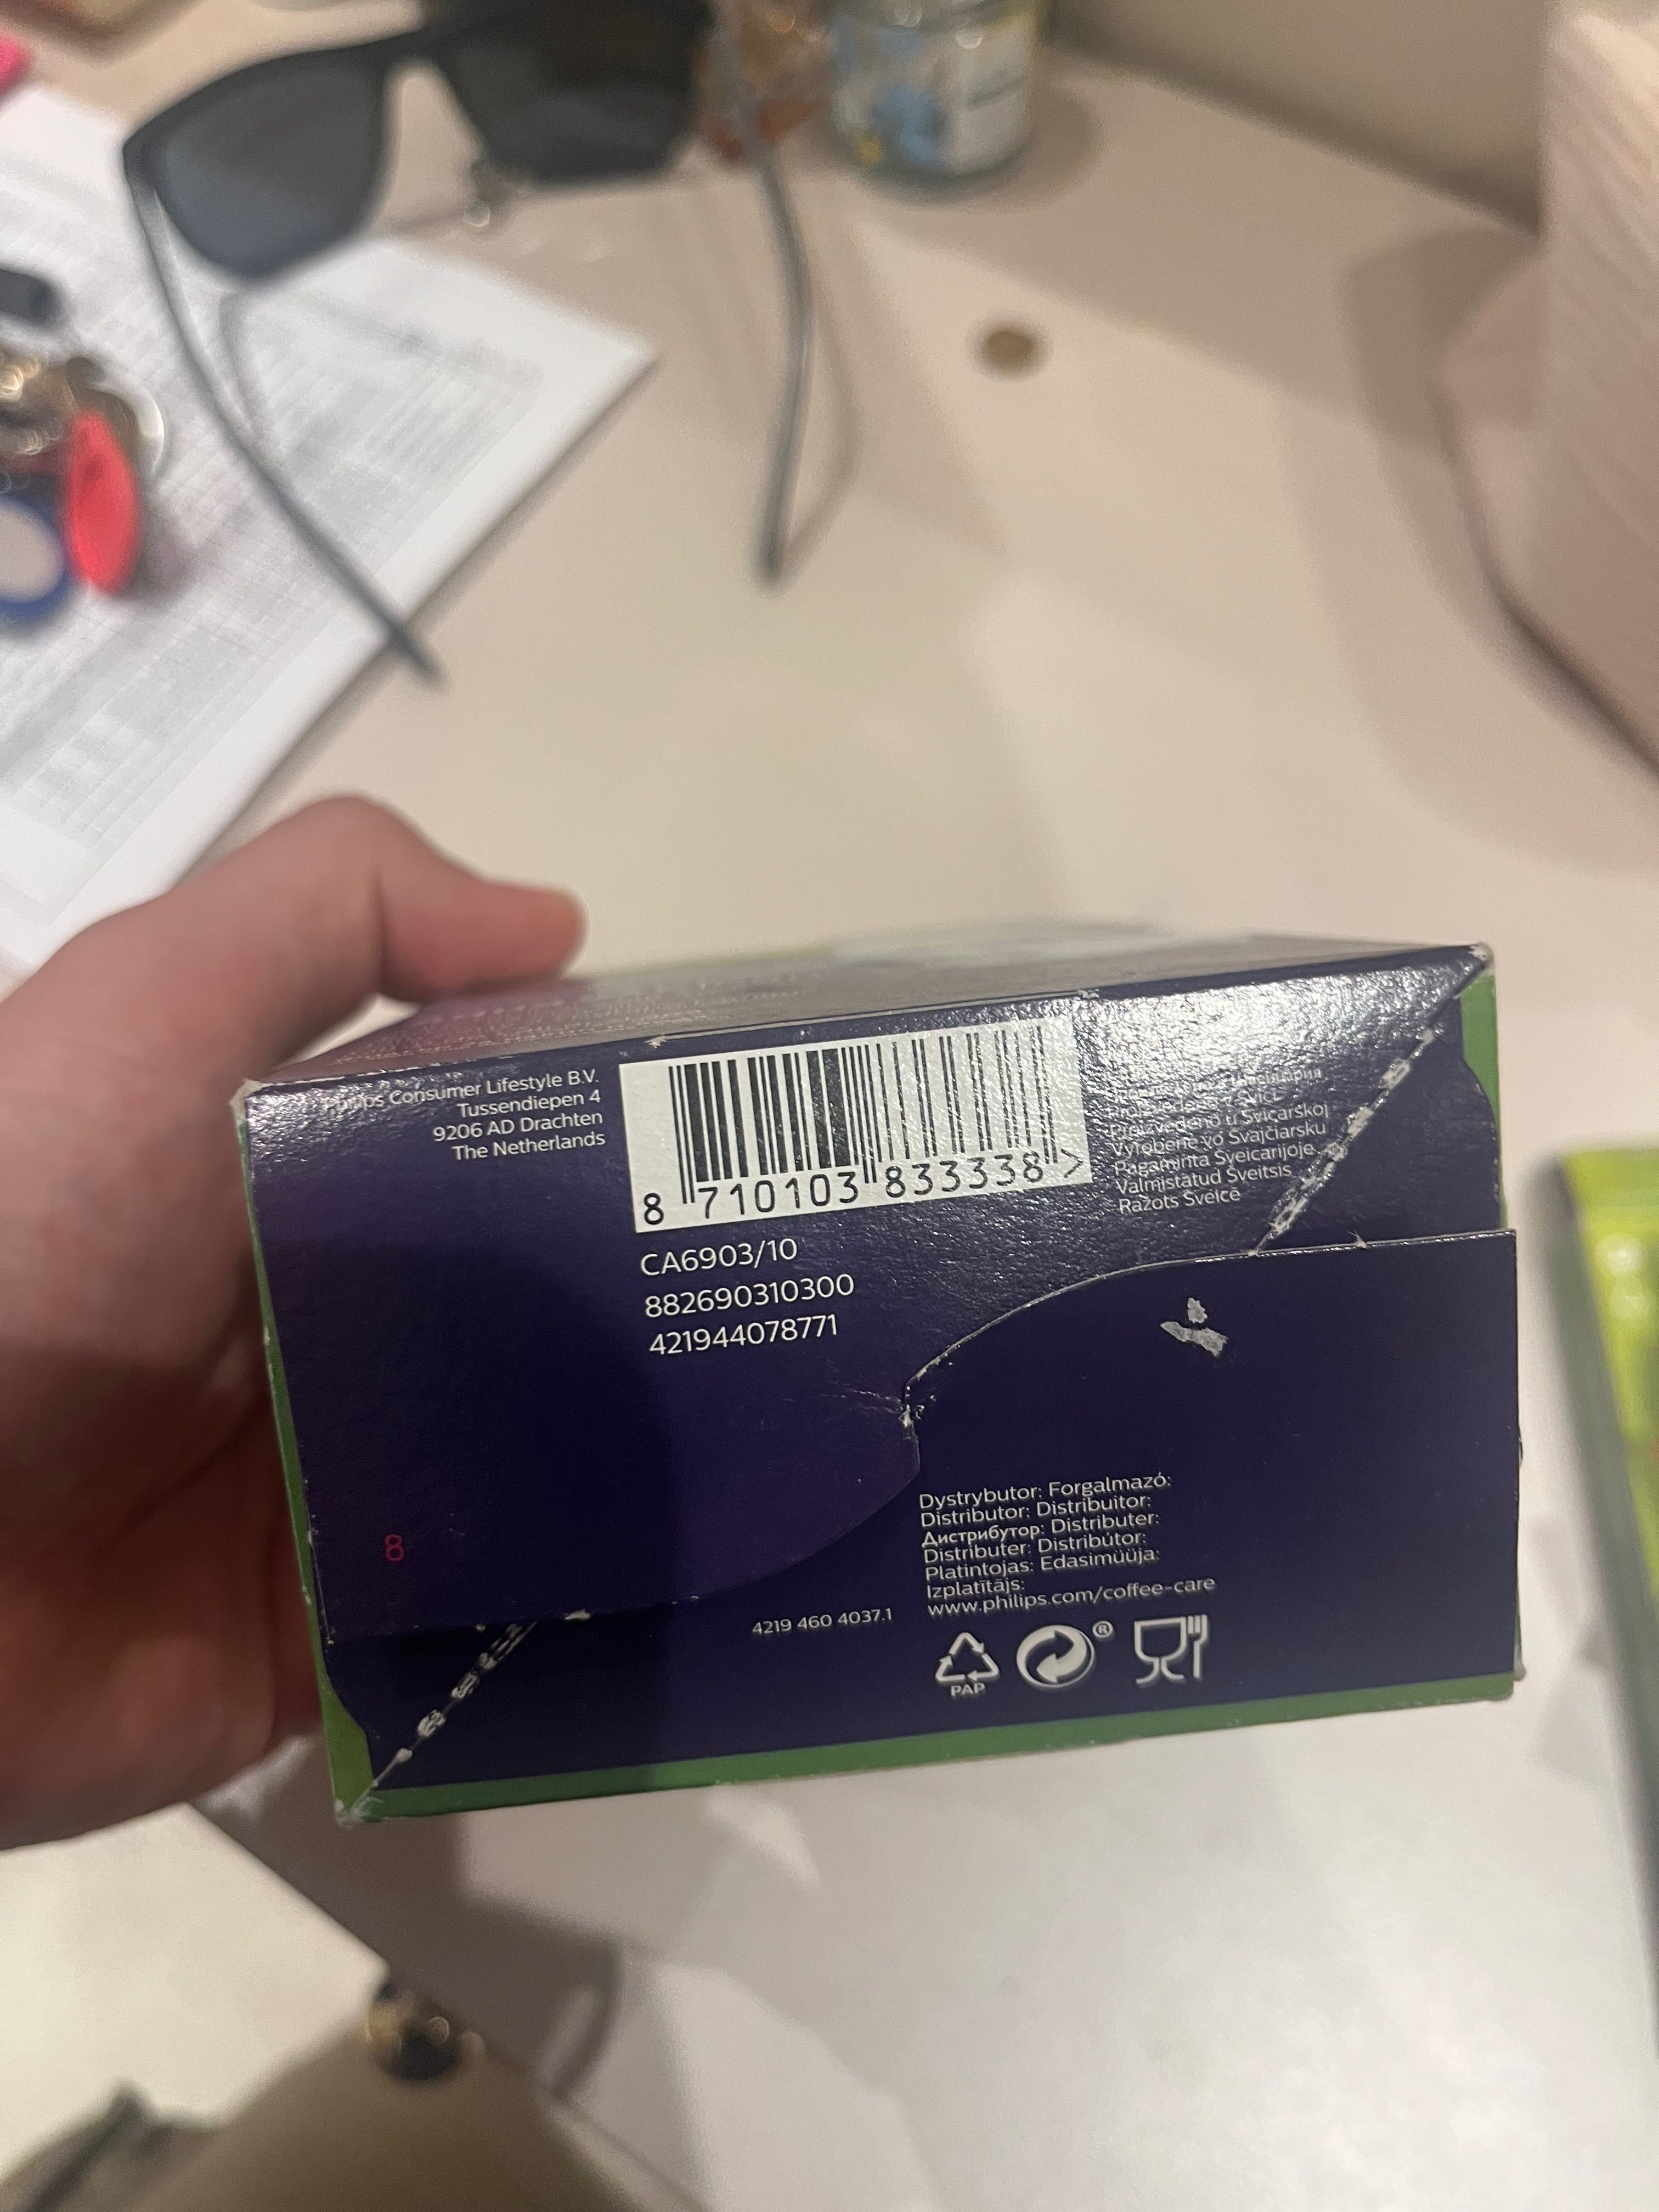 Philips Consumer Lifestyle B.V.
Tussendiepen 4
9206 AD Drachten
The Netherlands
8 710103 833338 >
CA6903/10
882690310300
421944078771
Proizvedeno u Švicarskoj
Vyrobené vo Švajčiarsku
Pagaminta Šveicarijoje
Valmistatud Šveitsis
Ražots Šveicē
8
Dystrybutor: Forgalmazó:
Distributor: Distribuitor:
Дистрибутор: Distributer:
Distributer: Distribútor:
Platintojas: Edasimüüja:
Izplatītājs:
www.philips.com/coffee-care
4219 460 4037.1
PAP
®